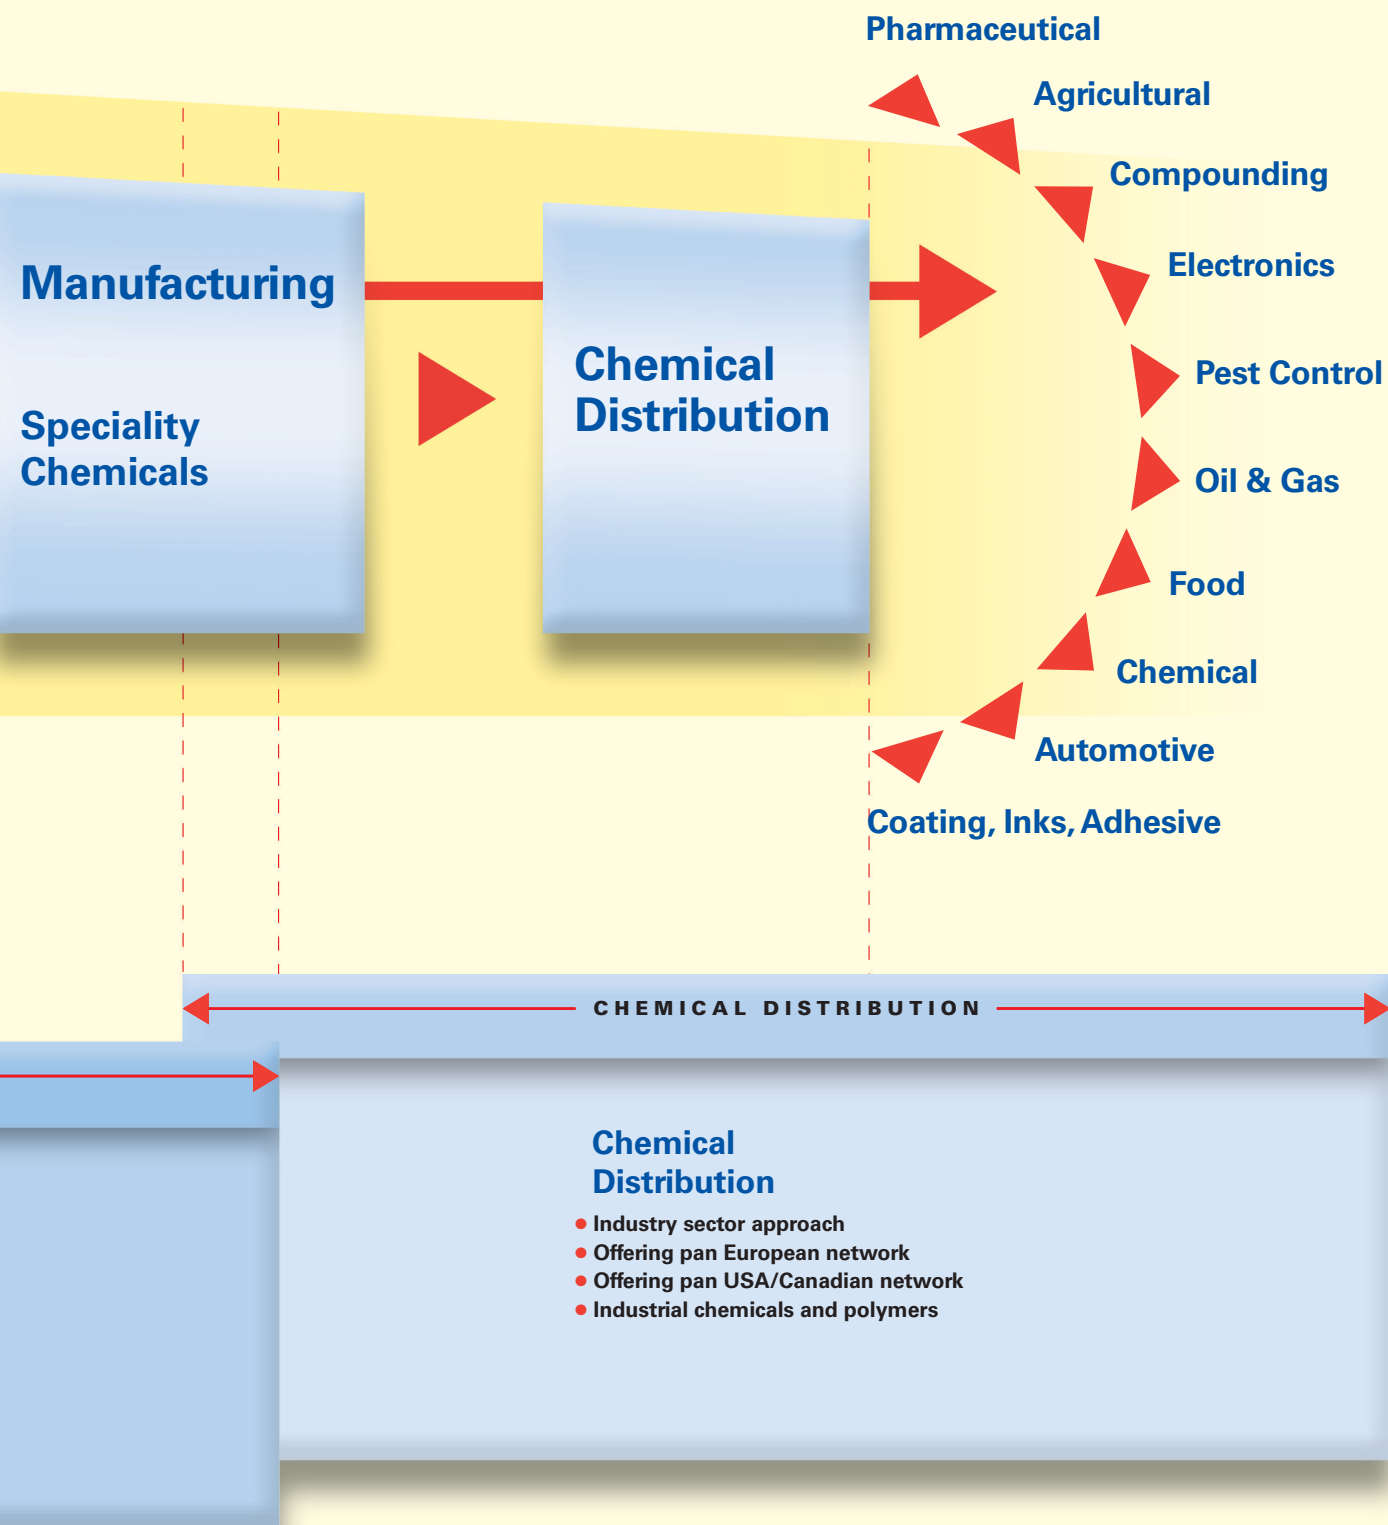 Pharmaceutical
Agricultural
Compounding
Electronics
Pest Control
Oil & Gas
Food
Chemical
Automotive
Coating, Inks, Adhesive
Manufacturing
Speciality
Chemicals
Chemical
Distribution
CHEMICAL DISTRIBUTION
Chemical
Distribution
• Industry sector approach
• Offering pan European network
• Offering pan USA/Canadian network
• Industrial chemicals and polymers